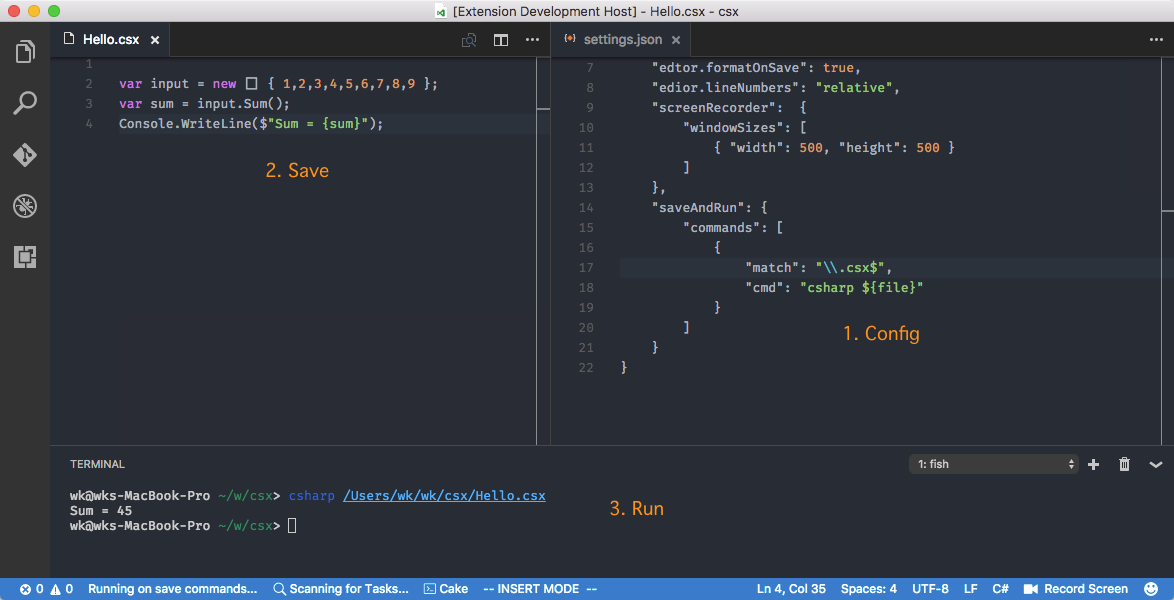 [Extension Development Host] - Hello.csx - csx
Hello.csx
settings.json
1
2 var input = new [] { 1,2,3,4,5,6,7,8,9 };
3 var sum = input.Sum();
4 Console.WriteLine($"Sum = {sum}");
2. Save
7 "edtor.formatOnSave": true,
8 "edior.lineNumbers": "relative",
9 "screenRecorder": {
10 "windowSizes": [
11 { "width": 500, "height": 500 }
12 ]
13 },
14 "saveAndRun": {
15 "commands": [
16 {
17 "match": "\\.csx$",
18 "cmd": "csharp ${file}"
19 }
20 ]
21 }
22 }
1. Config
TERMINAL
1: fish
wk@wks-MacBook-Pro ~/w/csx> csharp /Users/wk/wk/csx/Hello.csx
Sum = 45
wk@wks-MacBook-Pro ~/w/csx>
3. Run
0 0 Running on save commands... Scanning for Tasks... Cake -- INSERT MODE -- Ln 4, Col 35 Spaces: 4 UTF-8 LF C# Record Screen